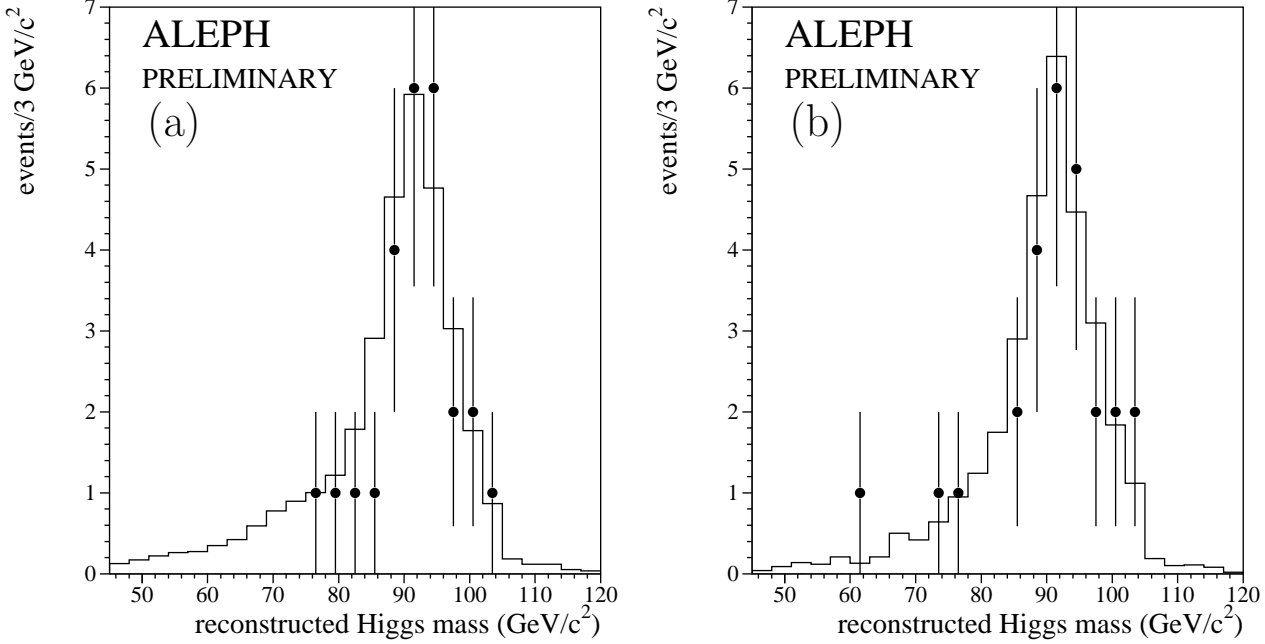 events/3 GeV/c²
7
6
5
4
3
2
1
0
ALEPH
PRELIMINARY
(a)
50 60 70 80 90 100 110 120
reconstructed Higgs mass (GeV/c²)
events/3 GeV/c²
7
6
5
4
3
2
1
0
ALEPH
PRELIMINARY
(b)
50 60 70 80 90 100 110 120
reconstructed Higgs mass (GeV/c²)